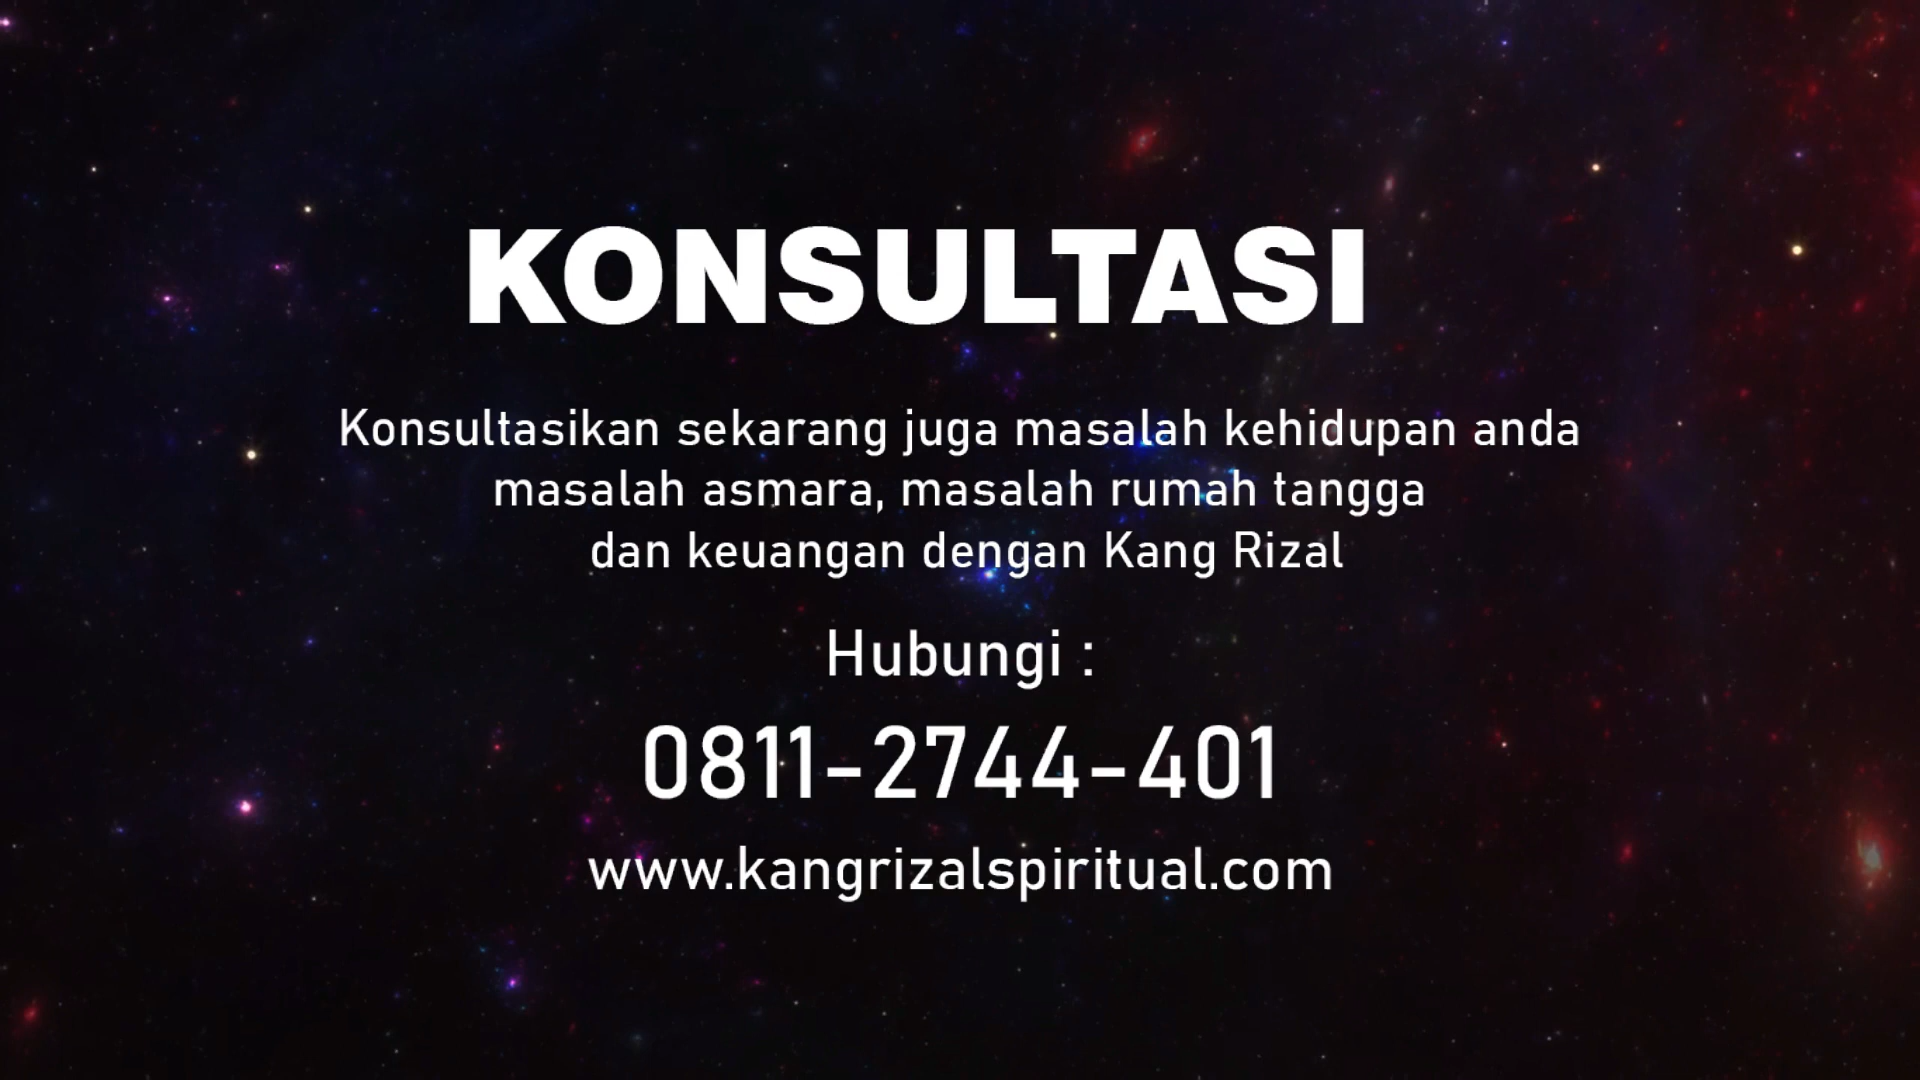 KONSULTASI
Konsultasikan sekarang juga masalah kehidupan anda
masalah asmara, masalah rumah tangga
dan keuangan dengan Kang Rizal
Hubungi :
0811-2744-401
www.kangrizalspiritual.com